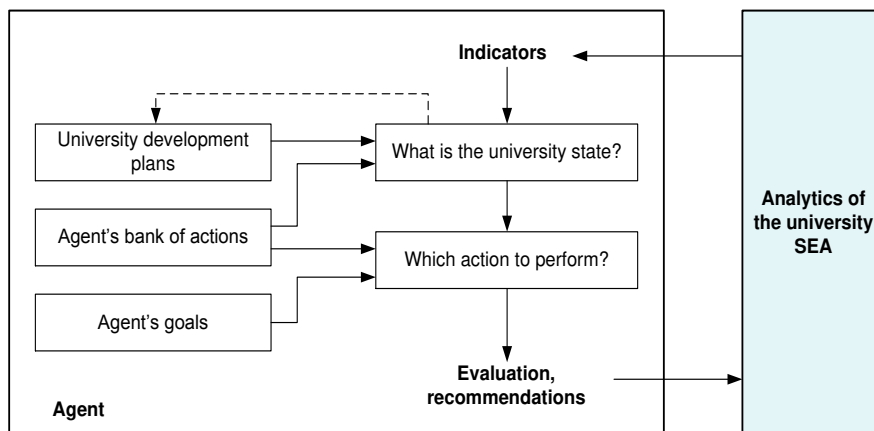 Indicators
University development
plans
What is the university state?
Agent's bank of actions
Which action to perform?
Agent's goals
Evaluation,
recommendations
Agent
Analytics of
the university
SEA